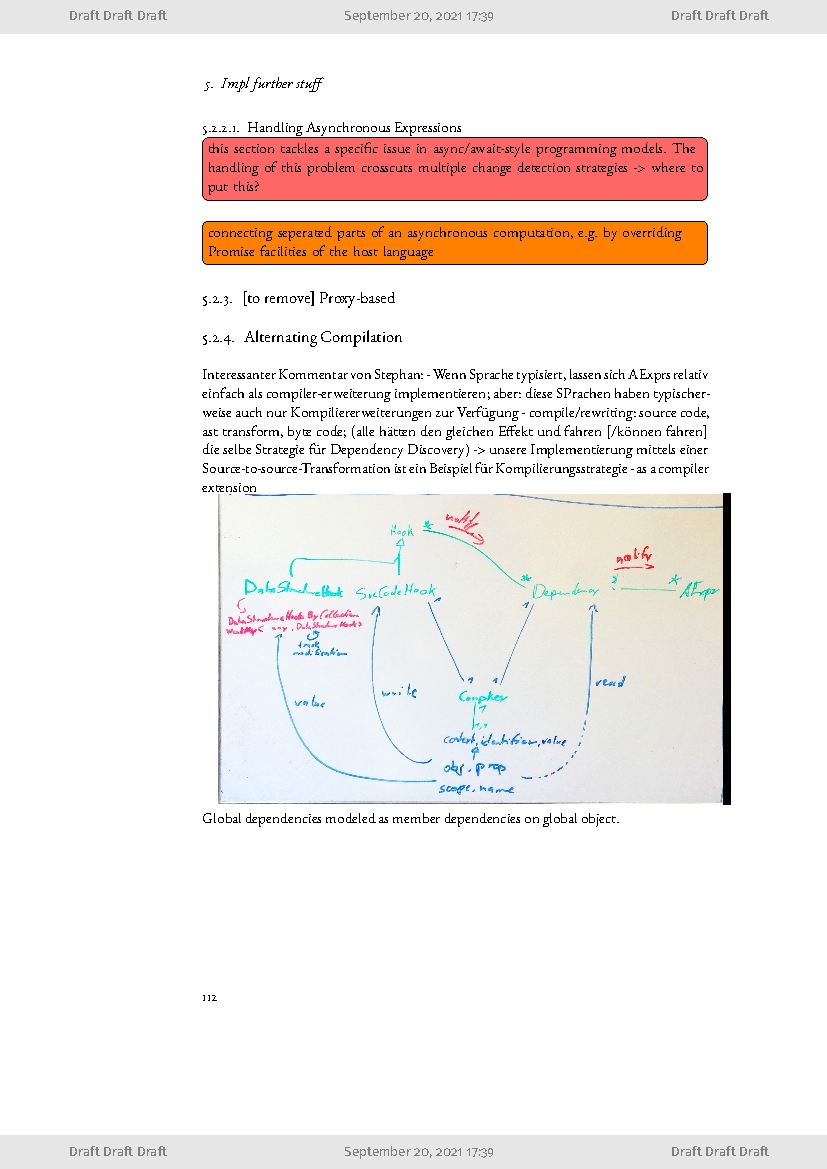 Draft Draft Draft September 20, 2021 17:39 Draft Draft Draft
5. Impl further stuff
5.2.2.1. Handling Asynchronous Expressions
this section tackles a specific issue in async/await-style programming models. The
handling of this problem crosscuts multiple change detection strategies -> where to
put this?
connecting seperated parts of an asynchronous computation, e.g. by overriding
Promise facilities of the host language
5.2.3. [to remove] Proxy-based
5.2.4. Alternating Compilation
Interessanter Kommentar von Stephan: - Wenn Sprache typisiert, lassen sich AExprs relativ
einfach als compiler-erweiterung implementieren; aber: diese SPrachen haben typischer-
weise auch nur Kompiliererweiterungen zur Verfügung - compile/rewriting: source code,
ast transform, byte code; (alle hätten den gleichen Effekt und fahren [/können fahren]
die selbe Strategie für Dependency Discovery) -> unsere Implementierung mittels einer
Source-to-source-Transformation ist ein Beispiel für Kompilierungsstrategie - as a compiler
extension
Hook * notify
notify
DataStructureHook SrcCodeHook * Dependency * AExpr
DataStructureHooks By Collection
WeakMap< any, DataStructureHook>
track
modification
value
write
CompKey
read
context, identifier, value
obj.prop
scope.name
Global dependencies modeled as member dependencies on global object.
112
Draft Draft Draft September 20, 2021 17:39 Draft Draft Draft